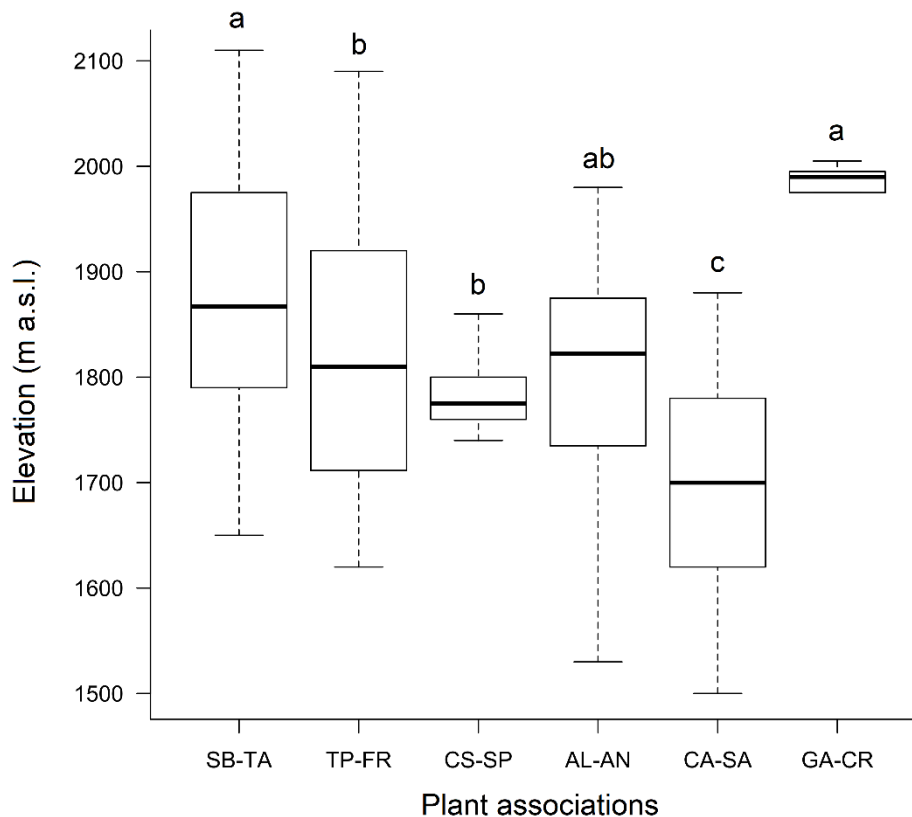 a
b
2100
ab
a
2000
c
1900
b
1800
1700
1600
1500
Elevation (m a.s.l.)
SB-TA TP-FR CS-SP AL-AN CA-SA GA-CR
Plant associations